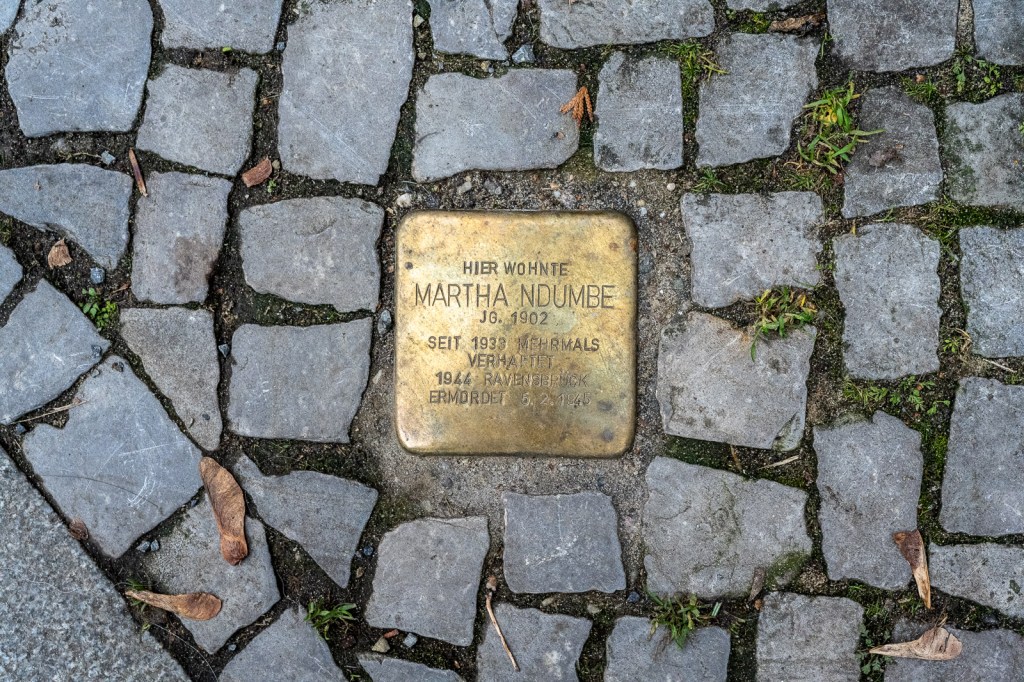 HIER WOHNTE
MARTHA NDUMBE
JG. 1902
SEIT 1933 MEHRMALS
VERHAFTET
1944 RAVENSBRÜCK
ERMORDET 5.2.1945